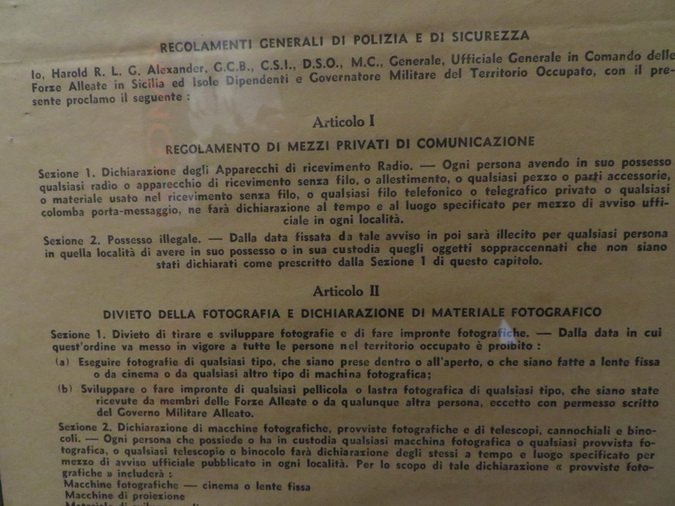 REGOLAMENTI GENERALI DI POLIZIA E DI SICUREZZA
Io, Harold R. L. G. Alexander, G.C.B., C.S.I., D.S.O., M.C., Generale, Ufficiale Generale in Comando delle
Forze Alleate in Sicilia ed Isole Dipendenti e Governatore Militare del Territorio Occupato, con il pre-
sente proclamo il seguente :
Articolo I
REGOLAMENTO DI MEZZI PRIVATI DI COMUNICAZIONE
Sezione 1. Dichiarazione degli Apparecchi di ricevimento Radio. — Ogni persona avendo in suo possesso
qualsiasi radio o apparecchio di ricevimento senza filo, o allestimento, o qualsiasi pezzo o parti accessorie,
o materiale usato nel ricevimento senza filo, o qualsiasi filo telefonico o telegrafico privato o qualsiasi
colomba porta-messaggio, ne farà dichiarazione al tempo e al luogo specificato per mezzo di avviso uffi-
ciale in ogni località.
Sezione 2. Possesso illegale. — Dalla data fissata da tale avviso in poi sarà illecito per qualsiasi persona
in quella località di avere in suo possesso o in sua custodia quegli oggetti sopraccennati che non siano
stati dichiarati come prescritto dalla Sezione 1 di questo capitolo.
Articolo II
DIVIETO DELLA FOTOGRAFIA E DICHIARAZIONE DI MATERIALE FOTOGRAFICO
Sezione 1. Divieto di tirare e sviluppare fotografie e di fare impronte fotografiche. — Dalla data in cui
quest'ordine va messo in vigore a tutte le persone nel territorio occupato è proibito :
(a) Eseguire fotografie di qualsiasi tipo, che siano prese dentro o all'aperto, o che siano fatte a lente fissa
o da cinema o da qualsiasi altro tipo di machina fotografica;
(b) Sviluppare o fare impronte di qualsiasi pellicola o lastra fotografica di qualsiasi tipo, che siano state
ricevute da membri delle Forze Alleate o da qualunque altra persona, eccetto con permesso scritto
del Governo Militare Alleato.
Sezione 2. Dichiarazione di macchine fotografiche, provviste fotografiche e di telescopi, cannochiali e bino-
coli. — Ogni persona che possiede o ha in custodia qualsiasi macchina fotografica o qualsiasi provvista fo-
tografica, o qualsiasi telescopio o binocolo farà dichiarazione degli stessi a tempo e luogo specificato per
mezzo di avviso ufficiale pubblicato in ogni località. Per lo scopo di tale dichiarazione « provviste foto-
grafiche » includerà :
Macchine fotografiche — cinema o lente fissa
Macchine di proiezione